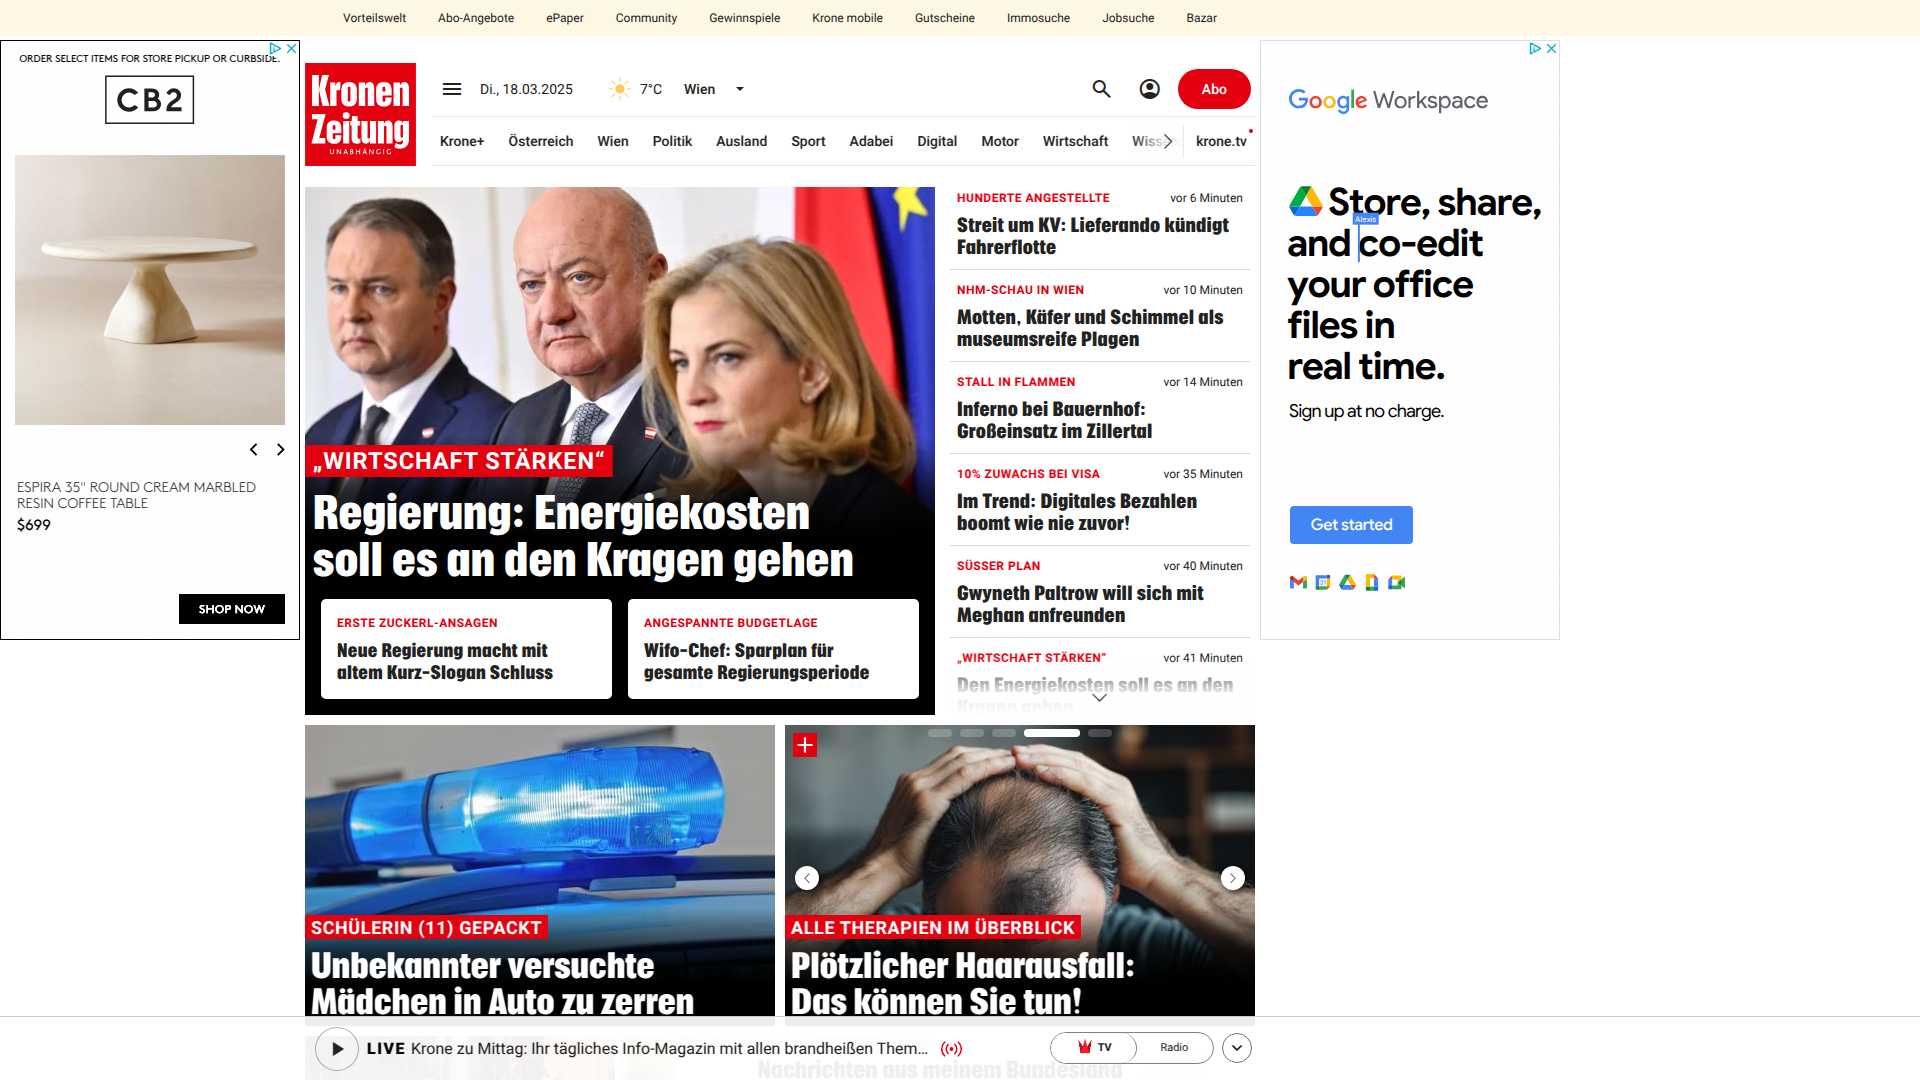 Vorteilswelt Abo-Angebote ePaper Community Gewinnspiele Krone mobile Gutscheine Immosuche Jobsuche Bazar
ORDER SELECT ITEMS FOR STORE PICKUP OR CURBSIDE.
CB2
ESPIRA 35" ROUND CREAM MARBLED
RESIN COFFEE TABLE
$699
SHOP NOW
Kronen
Zeitung
UNABHÄNGIG
Di., 18.03.2025 7°C Wien
Abo
Krone+ Österreich Wien Politik Ausland Sport Adabei Digital Motor Wirtschaft Wiss krone.tv
„WIRTSCHAFT STÄRKEN“
Regierung: Energiekosten
soll es an den Kragen gehen
ERSTE ZUCKERL-ANSAGEN
Neue Regierung macht mit
altem Kurz-Slogan Schluss
ANGESPANNTE BUDGETLAGE
Wifo-Chef: Sparplan für
gesamte Regierungsperiode
HUNDERTE ANGESTELLTE vor 6 Minuten
Streit um KV: Lieferando kündigt
Fahrerflotte
NHM-SCHAU IN WIEN vor 10 Minuten
Motten, Käfer und Schimmel als
museumsreife Plagen
STALL IN FLAMMEN vor 14 Minuten
Inferno bei Bauernhof:
Großeinsatz im Zillertal
10% ZUWACHS BEI VISA vor 35 Minuten
Im Trend: Digitales Bezahlen
boomt wie nie zuvor!
SÜSSER PLAN vor 40 Minuten
Gwyneth Paltrow will sich mit
Meghan anfreunden
„WIRTSCHAFT STÄRKEN“ vor 41 Minuten
Den Energiekosten soll es an den
Kragen gehen
Google Workspace
Store, share,
Alexis
and co-edit
your office
files in
real time.
Sign up at no charge.
Get started
SCHÜLERIN (11) GEPACKT
Unbekannter versuchte
Mädchen in Auto zu zerren
ALLE THERAPIEN IM ÜBERBLICK
Plötzlicher Haarausfall:
Das können Sie tun!
LIVE Krone zu Mittag: Ihr tägliches Info-Magazin mit allen brandheißen Them...
TV Radio
Nachrichten aus meinem Bundesland